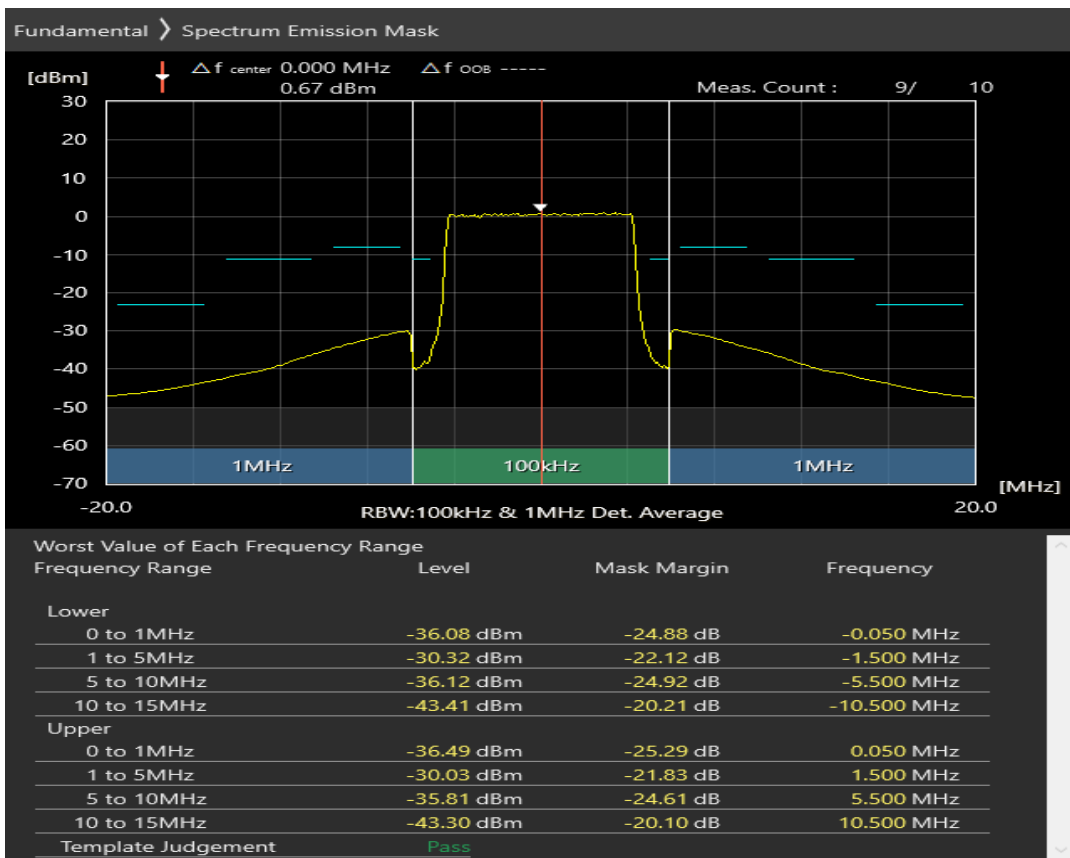 Fundamental 〉 Spectrum Emission Mask
[dBm] △f center 0.000 MHz △f OOB -----
0.67 dBm Meas. Count : 9/ 10
30
20
10
0
-10
-20
-30
-40
-50
-60
1MHz 100kHz 1MHz
-70
[MHz]
-20.0 RBW:100kHz & 1MHz Det. Average 20.0
Worst Value of Each Frequency Range
Frequency Range Level Mask Margin Frequency
Lower
0 to 1MHz -36.08 dBm -24.88 dB -0.050 MHz
1 to 5MHz -30.32 dBm -22.12 dB -1.500 MHz
5 to 10MHz -36.12 dBm -24.92 dB -5.500 MHz
10 to 15MHz -43.41 dBm -20.21 dB -10.500 MHz
Upper
0 to 1MHz -36.49 dBm -25.29 dB 0.050 MHz
1 to 5MHz -30.03 dBm -21.83 dB 1.500 MHz
5 to 10MHz -35.81 dBm -24.61 dB 5.500 MHz
10 to 15MHz -43.30 dBm -20.10 dB 10.500 MHz
Template Judgement Pass